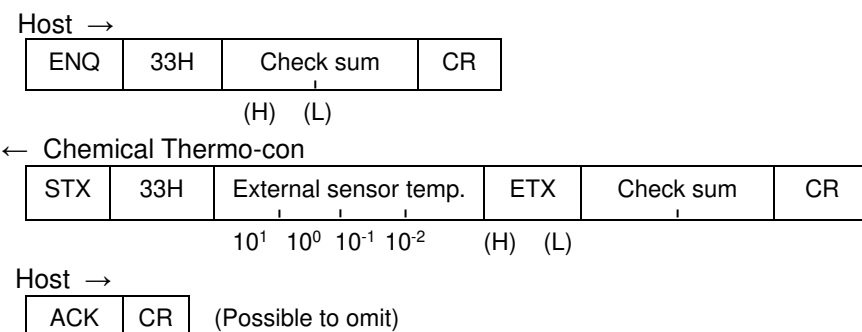 Host →
ENQ 33H Check sum CR
(H) (L)
← Chemical Thermo-con
STX 33H External sensor temp. ETX Check sum CR
10¹ 10⁰ 10⁻¹ 10⁻² (H) (L)
Host →
ACK CR (Possible to omit)